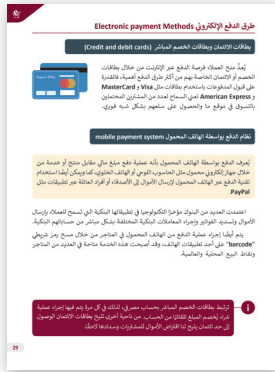 طرق الدفع الإلكتروني Electronic payment Methods
بطاقات الائتمان وبطاقات الخصم المباشر (Credit and debit cards)
يُعدُّ منح العملاء فرصة الدفع عبر الإنترنت من خلال بطاقات
الخصم أو الائتمان الخاصة بهم من أكثر طرق الدفع أهمية، فالقدرة
على قبول المدفوعات باستخدام بطاقات مثل Visa و MasterCard
و American Express تعني السماح لعدد من المشترين المحتملين
بالتسوق في موقع ما والحصول على سلعهم بشكل شبه فوري.
نظام الدفع بواسطة الهاتف المحمول mobile payment system
يُعرف الدفع بواسطة الهاتف المحمول بأنه عملية دفع مبلغ مالي مقابل منتج أو خدمة من
خلال جهاز إلكتروني محمول مثل الحاسوب اللوحي أو الهاتف الخلوي، كما ويمكن أيضًا استخدام
تقنية الدفع عبر الهاتف المحمول لإرسال الأموال إلى الأصدقاء أو أفراد العائلة عبر تطبيقات مثل
PayPal.
اعتمدت العديد من البنوك مؤخرًا التكنولوجيا في تطبيقاتها البنكية التي تسمح للعملاء بإرسال
الأموال وتسديد الفواتير وإجراء المعاملات البنكية المختلفة بشكل مباشر من حساباتهم البنكية.
يتم أيضًا إجراء عملية الدفع من الهاتف المحمول في المتاجر من خلال مسح رمز شريطي
"barcode" على أحد تطبيقات الهاتف، وقد أصبحت هذه الخدمة متاحة في العديد من المتاجر
ونقاط البيع المحلية والعالمية.
ترتبط بطاقات الخصم المباشر بحساب مصرفي، لذلك في كل مرة يتم فيها إجراء عملية
شراء يُخصم المبلغ تلقائيًا من الحساب. من ناحية أخرى، تتيح بطاقات الائتمان الوصول
إلى حد ائتمان يتيح لنا اقتراض الأموال للمشتريات وسدادها لاحقًا.
29